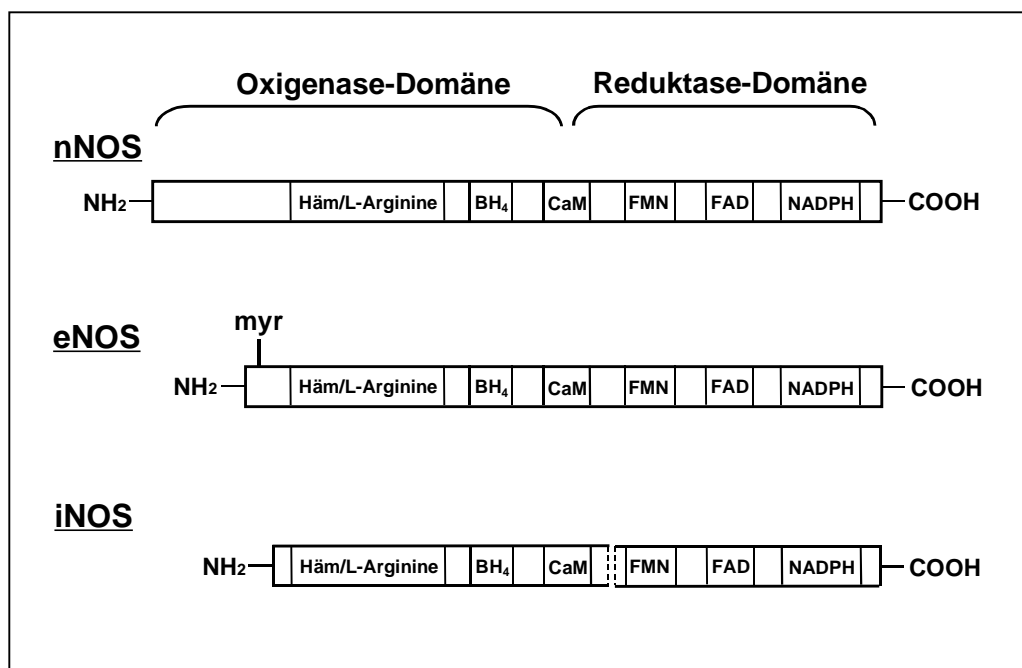 Oxigenase-Domäne Reduktase-Domäne
nNOS
NH2 Häm/L-Arginine BH4 CaM FMN FAD NADPH COOH
myr
eNOS
NH2 Häm/L-Arginine BH4 CaM FMN FAD NADPH COOH
iNOS
NH2 Häm/L-Arginine BH4 CaM FMN FAD NADPH COOH